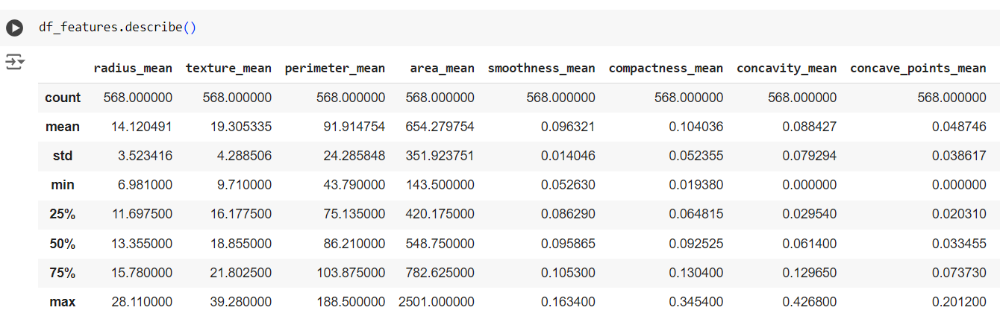 df_features.describe()
radius_mean texture_mean perimeter_mean area_mean smoothness_mean compactness_mean concavity_mean concave_points_mean
count 568.000000 568.000000 568.000000 568.000000 568.000000 568.000000 568.000000 568.000000
mean 14.120491 19.305335 91.914754 654.279754 0.096321 0.104036 0.088427 0.048746
std 3.523416 4.288506 24.285848 351.923751 0.014046 0.052355 0.079294 0.038617
min 6.981000 9.710000 43.790000 143.500000 0.052630 0.019380 0.000000 0.000000
25% 11.697500 16.177500 75.135000 420.175000 0.086290 0.064815 0.029540 0.020310
50% 13.355000 18.855000 86.210000 548.750000 0.095865 0.092525 0.061400 0.033455
75% 15.780000 21.802500 103.875000 782.625000 0.105300 0.130400 0.129650 0.073730
max 28.110000 39.280000 188.500000 2501.000000 0.163400 0.345400 0.426800 0.201200